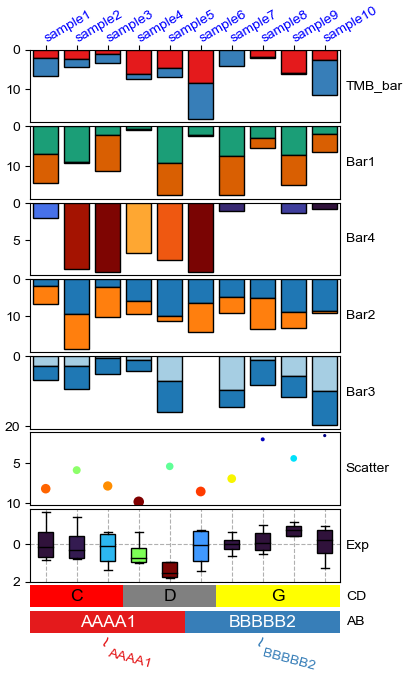 sample1 sample2 sample3 sample4 sample5 sample6 sample7 sample8 sample9 sample10
0
10
TMB_bar
0
10
Bar1
0
5
Bar4
0
10
Bar2
0
20
Bar3
5
10
Scatter
0
2
Exp
C D G CD
AAAA1 BBBBB2 AB
AAAA1 BBBBB2